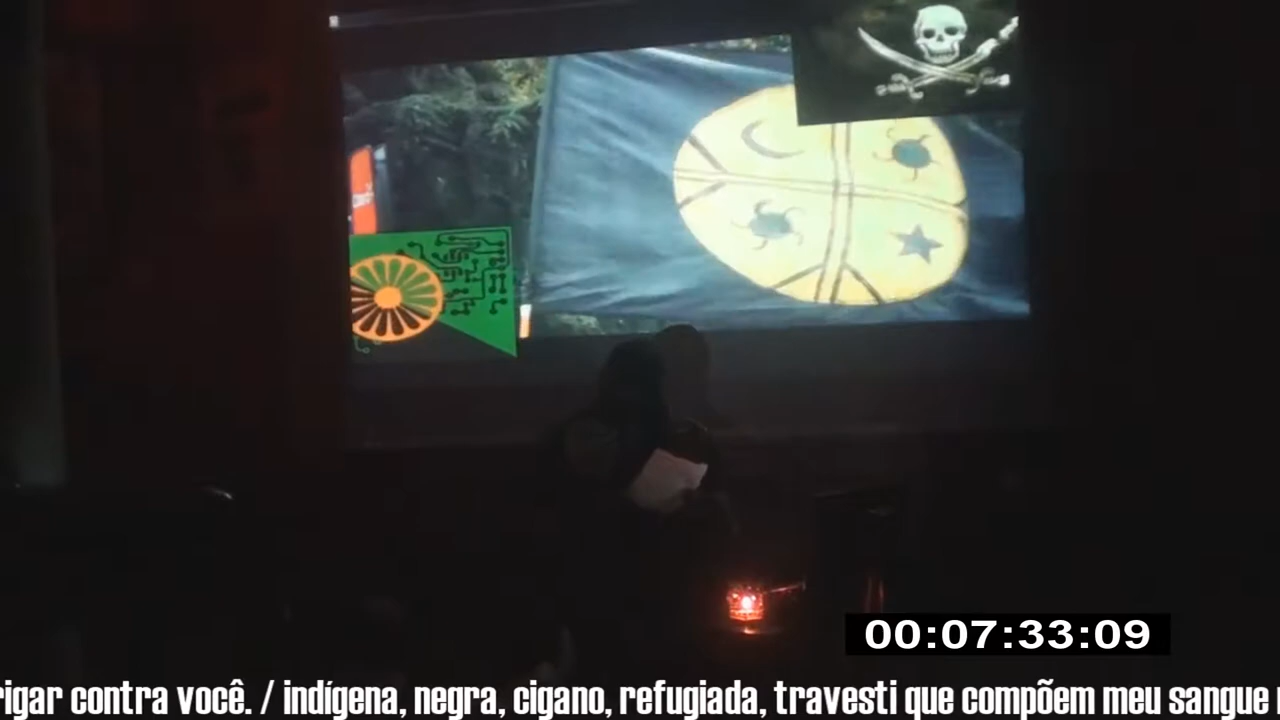 00:07:33:09
rigar contra você. / indígena, negra, cigano, refugiada, travesti que compõem meu sangue